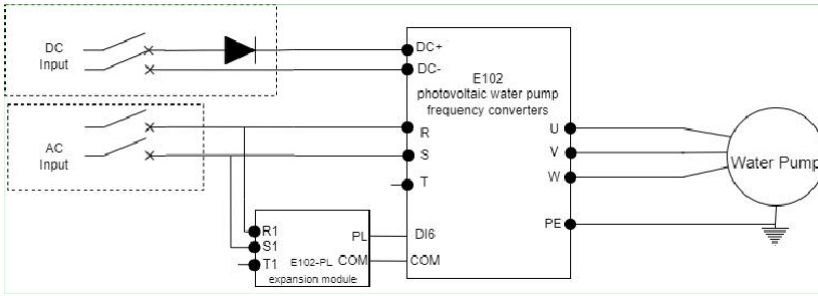 DC
Input
DC+
DC-
E102
photovoltaic water pump
frequency converters
AC
Input
R
S
T
U
V
W
PE
Water Pump
R1
S1
T1
PL
COM
E102-PL
expansion module
DI6
COM